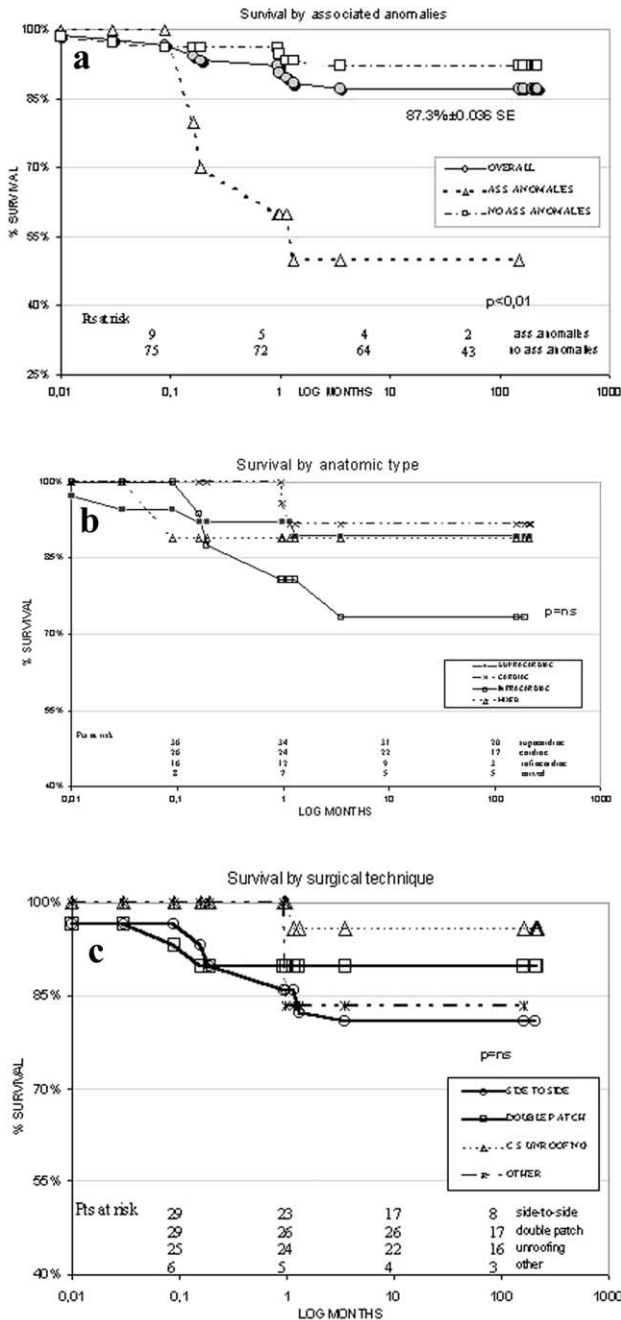 Survival by associated anomalies
a
100%
85%
70%
55%
40%
25%
% SURVIVAL
87.3%±0.036 SE
OVERALL
ASS ANOMALIES
NO ASS ANOMALIES
p<0,01
Pts at risk
9 5 4 2 ass. anomalies
75 72 64 43 no ass. anomalies
0,01 0,1 1 10 100 1000
LOG MONTHS
Survival by anatomic type
b
100%
85%
70%
55%
40%
% SURVIVAL
p=ns
SUPRACARDIAC
CARDIAC
INFRACARDIAC
MIXED
Pts at risk
36 34 31 20 supracardiac
26 24 22 17 cardiac
16 12 9 3 infracardiac
8 7 5 5 mixed
0,01 0,1 1 10 100 1000
LOG MONTHS
Survival by surgical technique
c
100%
85%
70%
55%
40%
% SURVIVAL
p=ns
SIDE TO SIDE
DOUBLE PATCH
C.S. UNROOFING
OTHER
Pts at risk
29 23 17 8 side-to-side
29 26 26 17 double patch
25 24 22 16 unroofing
6 5 4 3 other
0,01 0,1 1 10 100 1000
LOG MONTHS